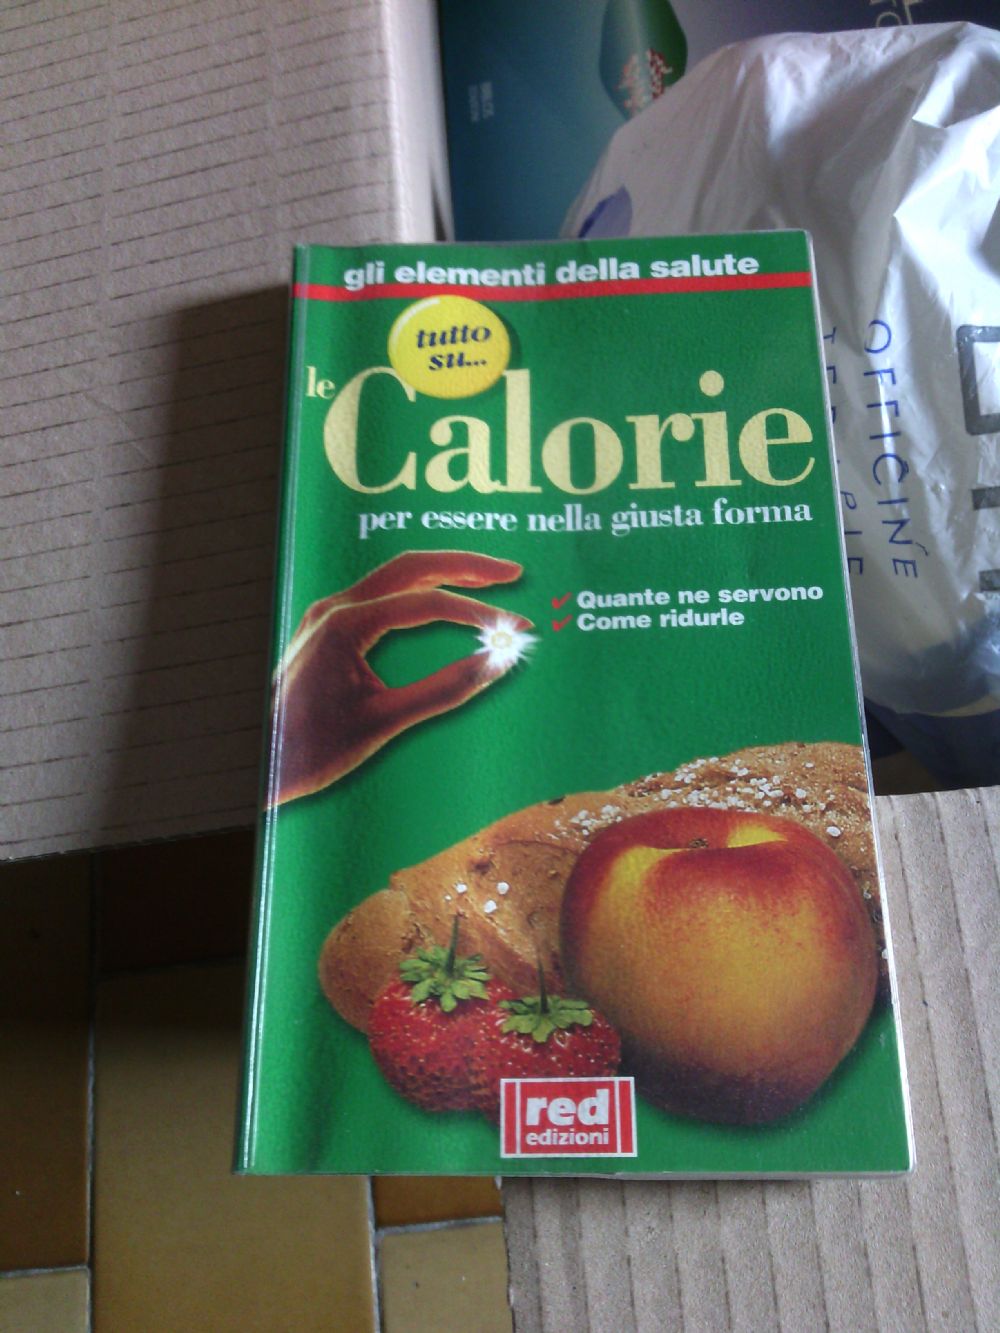 gli elementi della salute
tutto
su...
le
Calorie
per essere nella giusta forma
Quante ne servono
Come ridurle
red
edizioni
OFFICINE